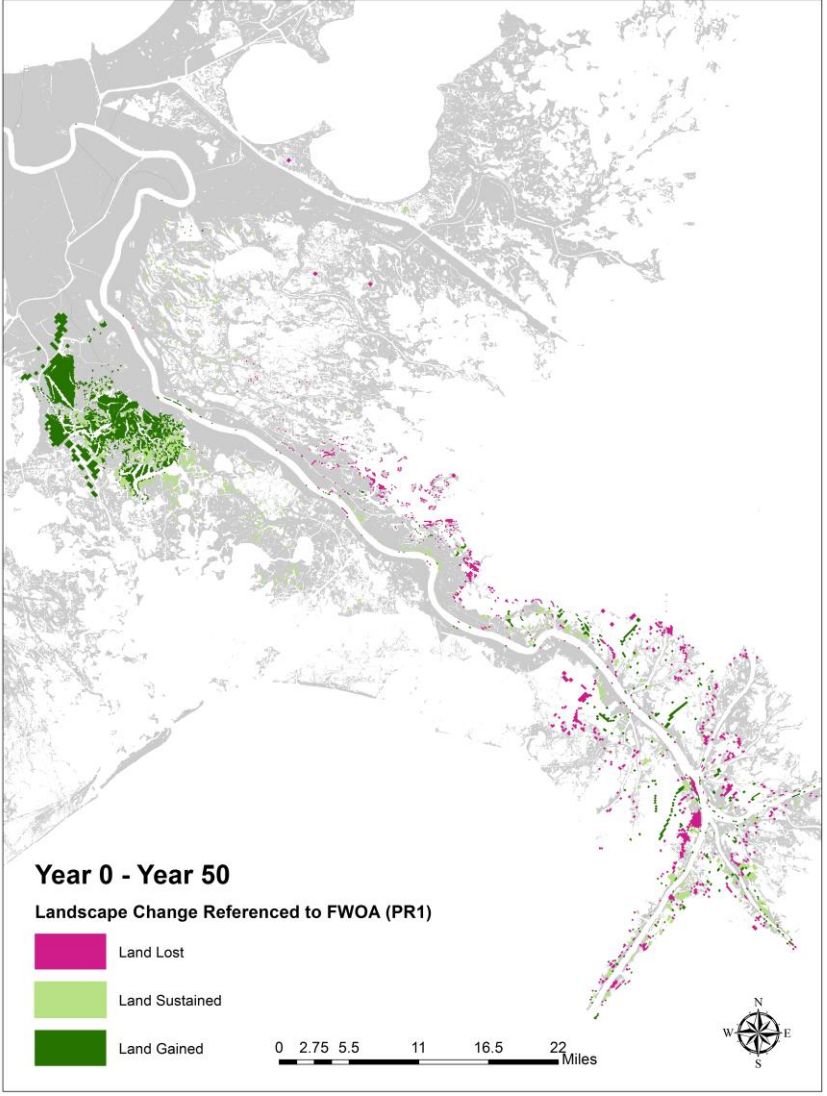 Year 0 - Year 50
Landscape Change Referenced to FWOA (PR1)
Land Lost
Land Sustained
Land Gained
0 2.75 5.5 11 16.5 22
Miles
N
W E
S